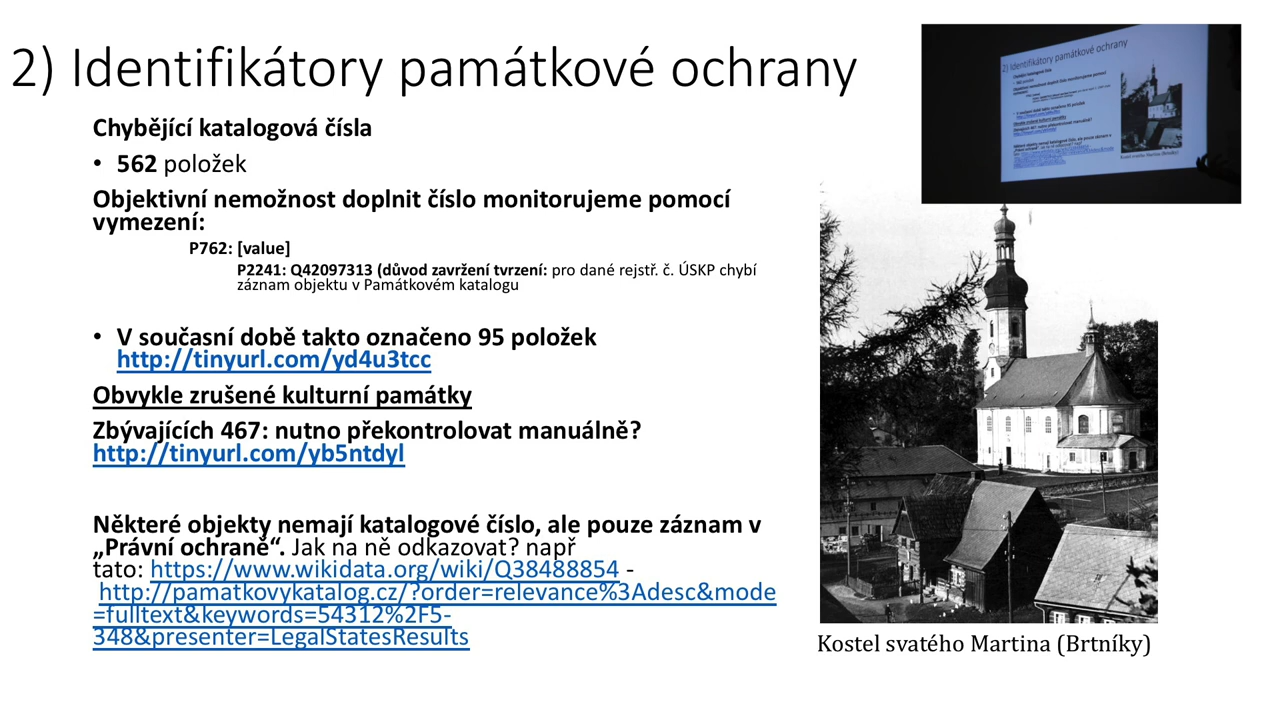 2) Identifikátory památkové ochrany
Chybějící katalogová čísla
• 562 položek
Objektivní nemožnost doplnit číslo monitorujeme pomocí
vymezení:
P762: [value]
P2241: Q42097313 (důvod zavržení tvrzení: pro dané rejstř. č. ÚSKP chybí
záznam objektu v Památkovém katalogu
• V současní době takto označeno 95 položek
http://tinyurl.com/yd4u3tcc
Obvykle zrušené kulturní památky
Zbývajících 467: nutno překontrolovat manuálně?
http://tinyurl.com/yb5ntdyl
Některé objekty nemají katalogové číslo, ale pouze záznam v
„Právní ochraně“. Jak na ně odkazovat? např
tato: https://www.wikidata.org/wiki/Q38488854 -
http://pamatkovykatalog.cz/?order=relevance%3Adesc&mode
=fulltext&keywords=54312%2F5-
348&presenter=LegalStatesResults
Kostel svatého Martina (Brtníky)
2) Identifikátory památkové ochrany